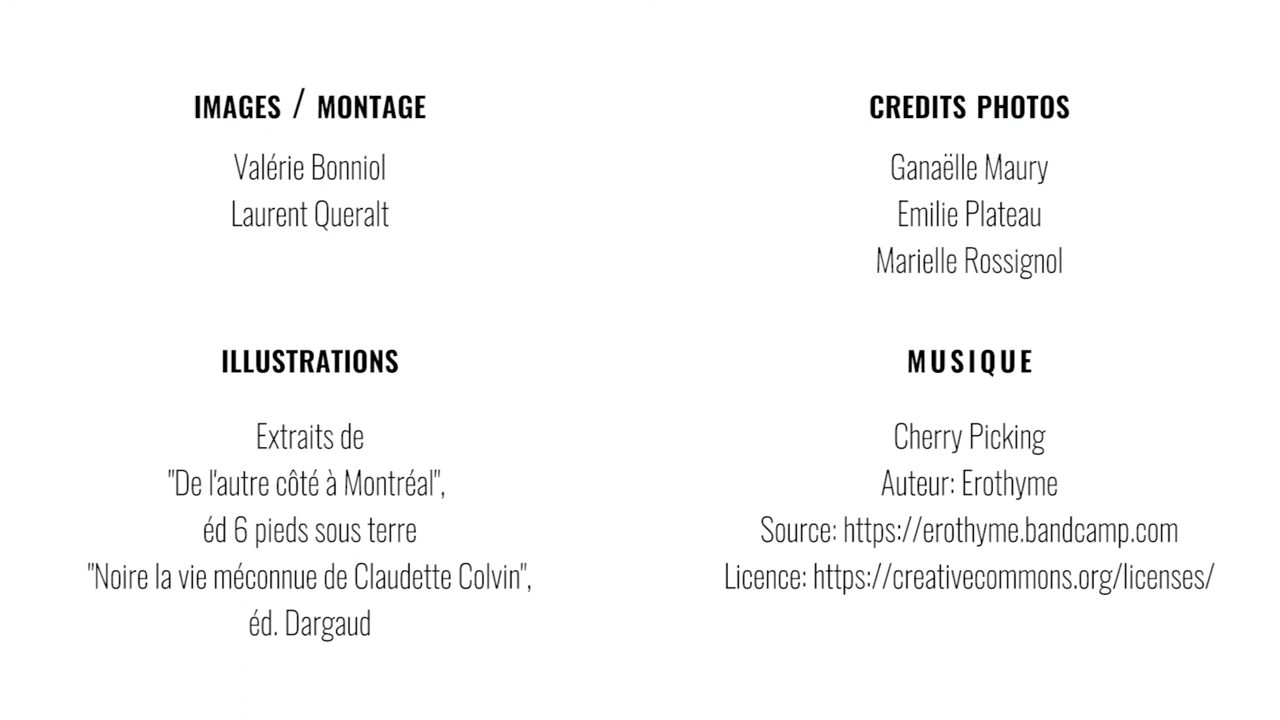 IMAGES / MONTAGE
Valérie Bonniol
Laurent Queralt
CREDITS PHOTOS
Ganaëlle Maury
Emilie Plateau
Marielle Rossignol
ILLUSTRATIONS
Extraits de
"De l'autre côté à Montréal",
éd 6 pieds sous terre
"Noire la vie méconnue de Claudette Colvin",
éd. Dargaud
MUSIQUE
Cherry Picking
Auteur: Erothyme
Source: https://erothyme.bandcamp.com
Licence: https://creativecommons.org/licenses/